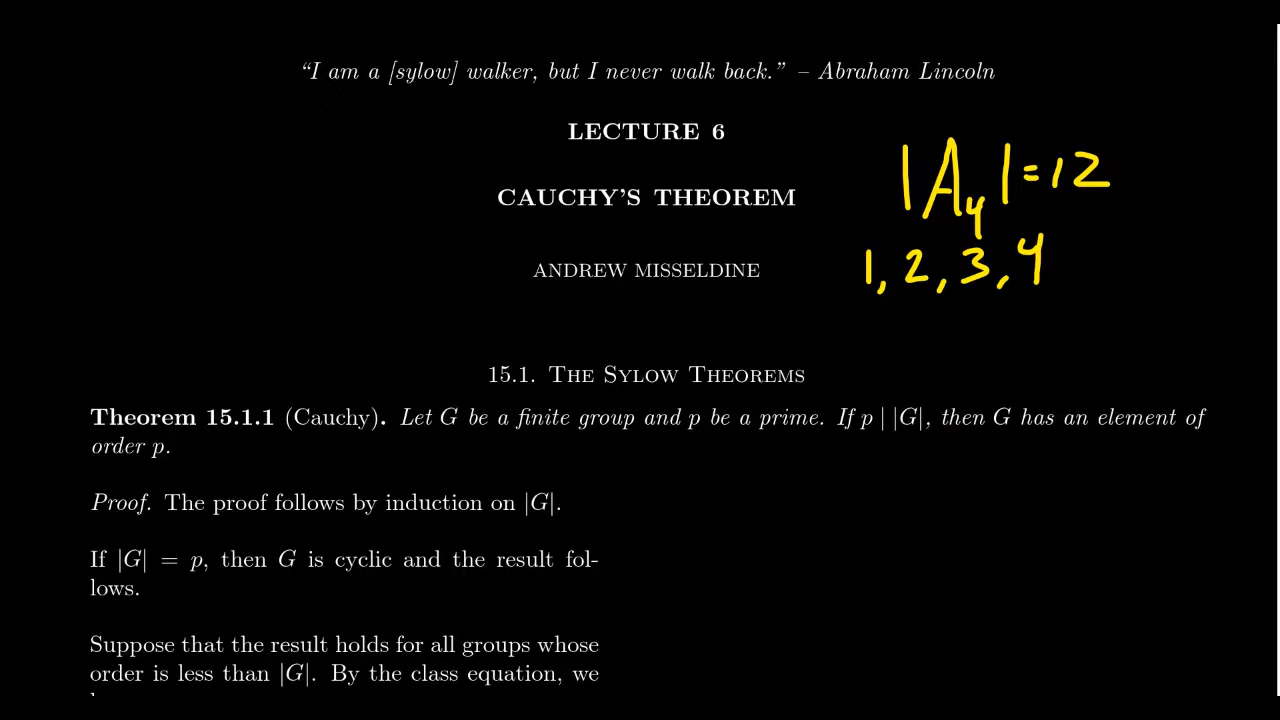 “I am a [sylow] walker, but I never walk back.” – Abraham Lincoln
LECTURE 6
CAUCHY'S THEOREM
|A₄| = 12
ANDREW MISSELDINE
1, 2, 3, 4
15.1. The Sylow Theorems
Theorem 15.1.1 (Cauchy). Let G be a finite group and p be a prime. If p | |G|, then G has an element of
order p.
Proof. The proof follows by induction on |G|.
If |G| = p, then G is cyclic and the result fol-
lows.
Suppose that the result holds for all groups whose
order is less than |G|. By the class equation, we